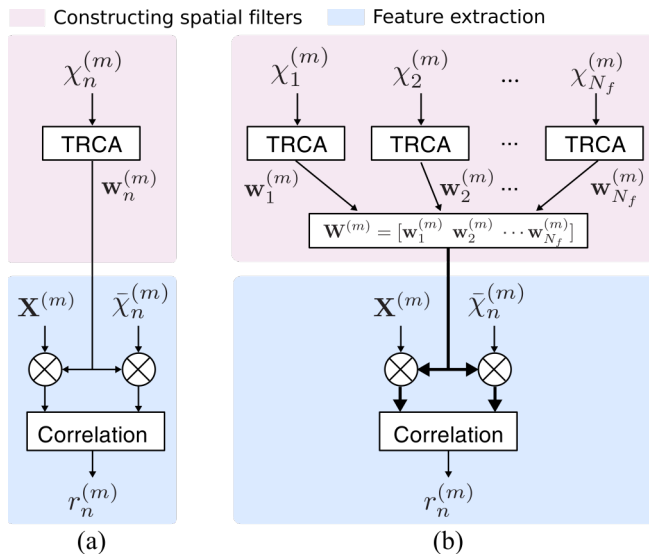 Constructing spatial filters Feature extraction
χ_n^{(m)} χ_1^{(m)} χ_2^{(m)} ... χ_{N_f}^{(m)}
TRCA TRCA TRCA ... TRCA
w_n^{(m)} w_1^{(m)} w_2^{(m)} ... w_{N_f}^{(m)}
W^{(m)} = [w_1^{(m)} w_2^{(m)} ⋯ w_{N_f}^{(m)}]
X^{(m)} χ̄_n^{(m)} X^{(m)} χ̄_n^{(m)}
Correlation Correlation
r_n^{(m)} r_n^{(m)}
(a) (b)